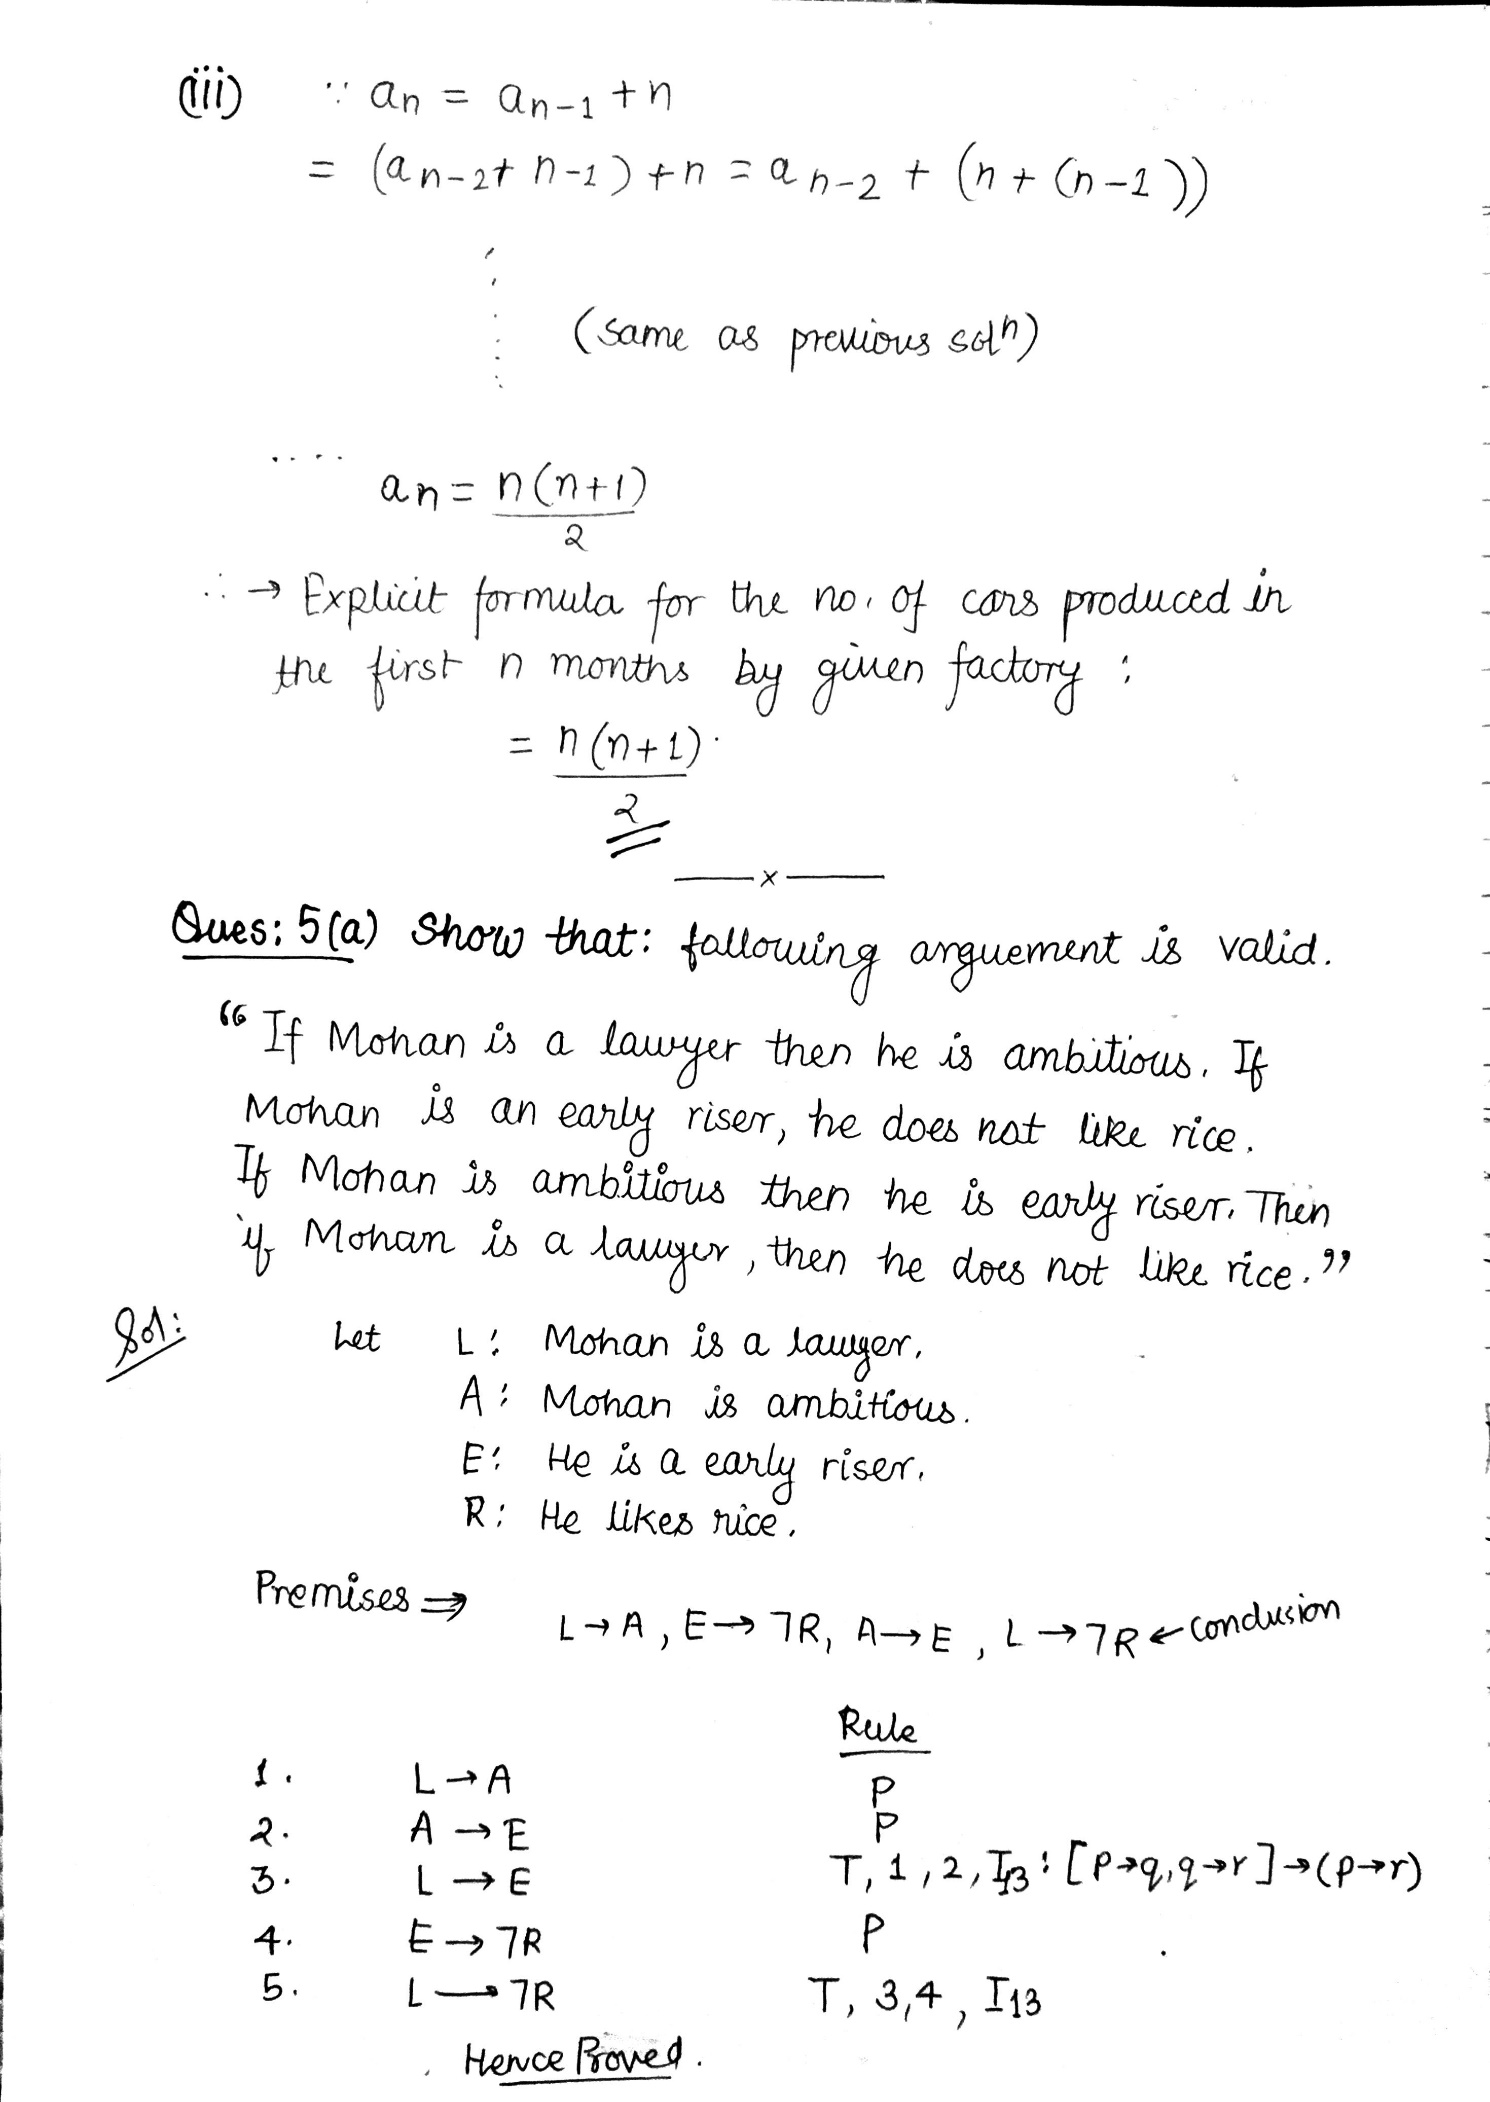 (iii) ∵ an = an-1 + n
= (an-2 + n-1) + n = an-2 + (n + (n-1))
(same as previous solⁿ)
....
an = n(n+1)
2
∴ → Explicit formula for the no. of cars produced in
the first n months by given factory :
= n(n+1).
2
——x——
Ques: 5(a) Show that: following arguement is valid.
“ If Mohan is a lawyer then he is ambitious. If
Mohan is an early riser, he does not like rice.
If Mohan is ambitious then he is early riser. Then
if Mohan is a lawyer, then he does not like rice.”
Sol: Let L: Mohan is a lawyer.
A: Mohan is ambitious.
E: He is a early riser.
R: He likes rice.
Premises ⇒ L → A, E → ⌉R, A → E, L → ⌉R ← conclusion
Rule
1. L → A P
2. A → E P
3. L → E T, 1, 2, I13: [p→q, q→r] → (p→r)
4. E → ⌉R P
5. L → ⌉R T, 3,4, I13
Hence Proved.